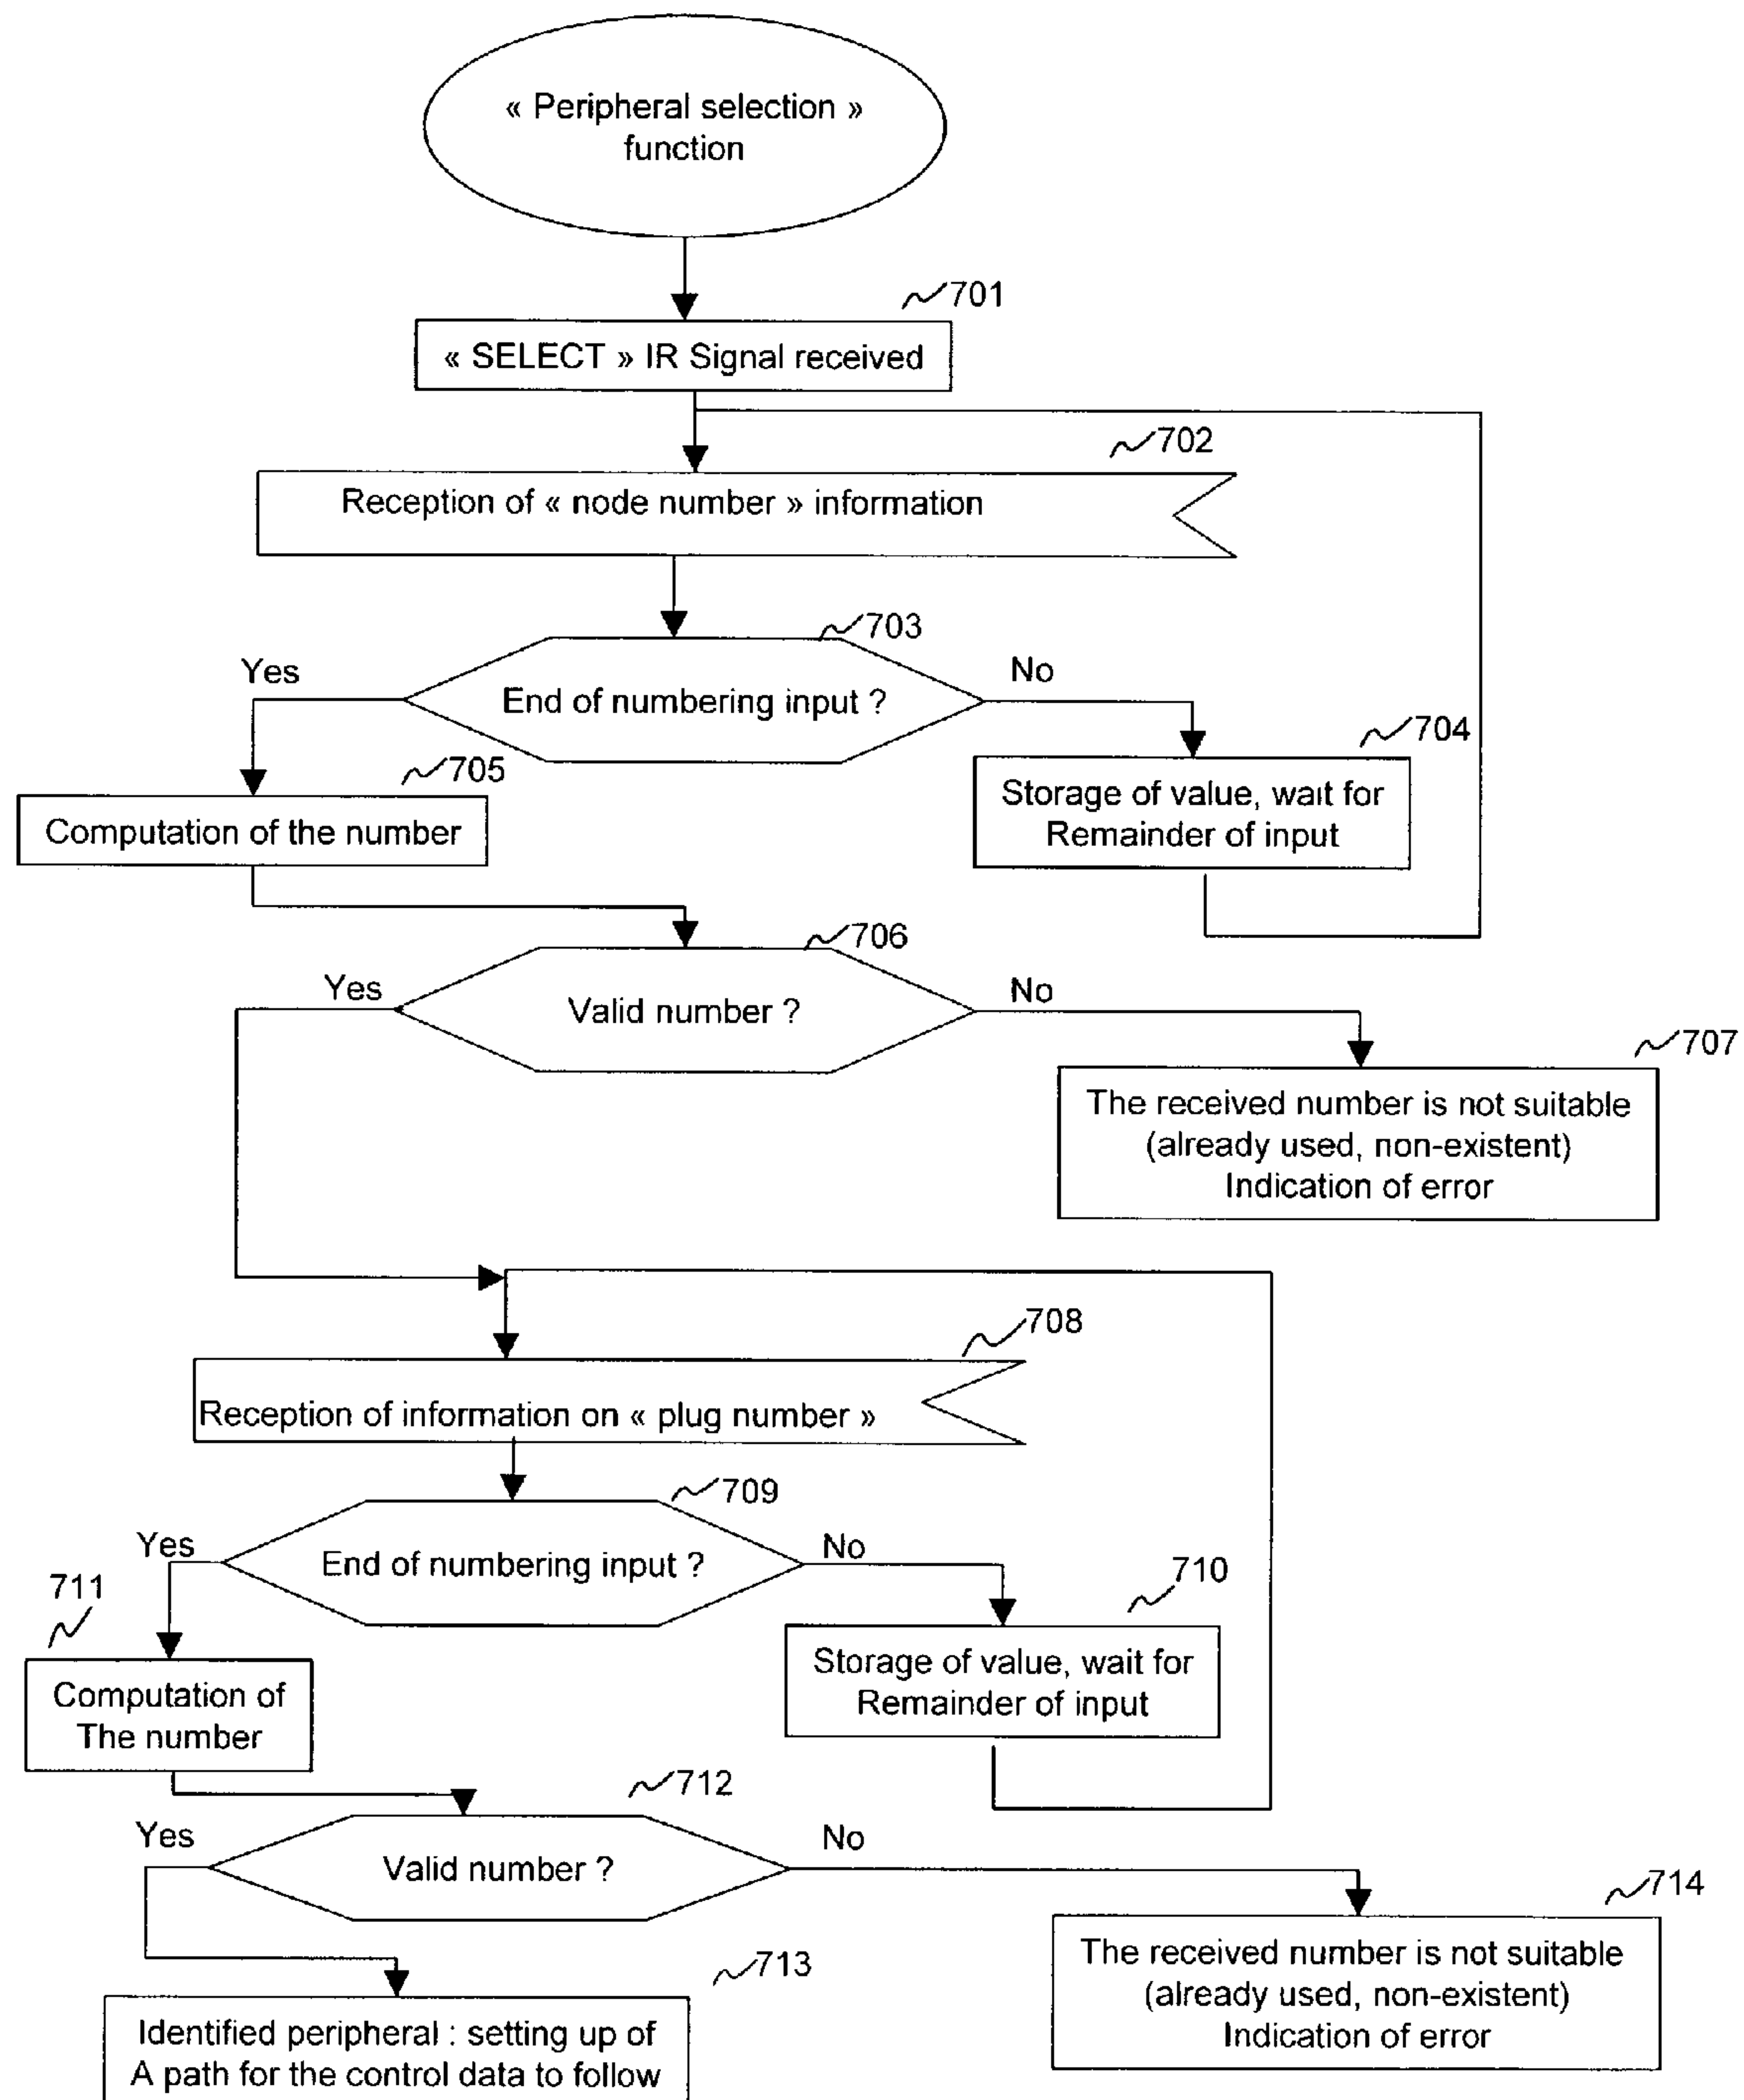 « Peripheral selection »
function
701
« SELECT » IR Signal received
702
Reception of « node number » information
703
Yes
No
End of numbering input ?
704
705
Storage of value, wait for
Remainder of input
Computation of the number
706
Yes
No
Valid number ?
707
The received number is not suitable
(already used, non-existent)
Indication of error
708
Reception of information on « plug number »
709
Yes
No
End of numbering input ?
710
711
Storage of value, wait for
Remainder of input
Computation of
The number
712
Yes
No
Valid number ?
714
713
The received number is not suitable
(already used, non-existent)
Indication of error
Identified peripheral : setting up of
A path for the control data to follow